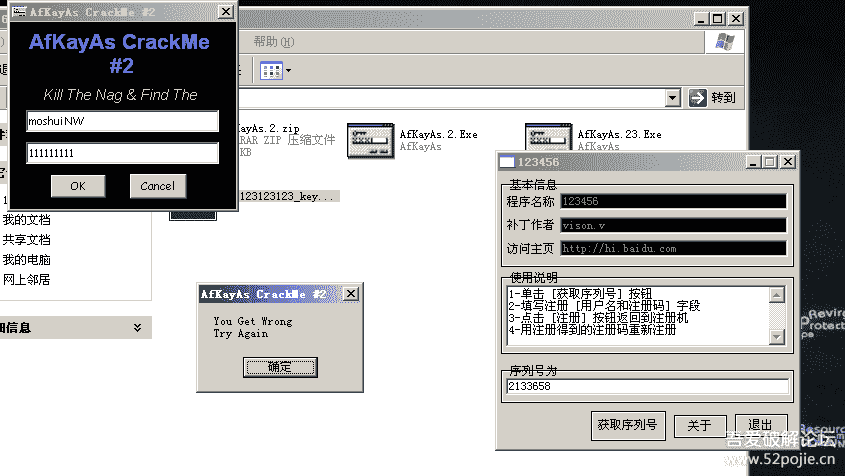 AfKayAs CrackMe #2
AfKayAs CrackMe
#2
Kill The Nag & Find The
moshuiNW
111111111
OK
Cancel
帮助(H)
转到
KayAs.2.zip
RAR ZIP 压缩文件
KB
AfKayAs.2.Exe
AfKayAs
AfKayAs.23.Exe
AfKayAs
123123123_key...
我的文档
共享文档
我的电脑
网上邻居
细信息
AfKayAs CrackMe #2
You Get Wrong
Try Again
确定
123456
基本信息
程序名称
123456
补丁作者
vison.v
访问主页
http://hi.baidu.com
使用说明
1-单击 [获取序列号] 按钮
2-填写注册 [用户名和注册码] 字段
3-点击 [注册] 按钮返回到注册机
4-用注册得到的注册码重新注册
序列号为
2133658
获取序列号
关于
退出
吾爱破解论坛
www.52pojie.cn